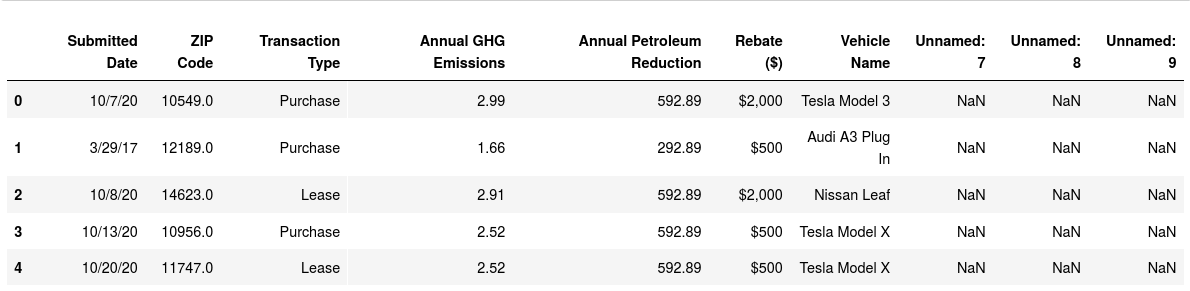 Submitted Date ZIP Code Transaction Type Annual GHG Emissions Annual Petroleum Reduction Rebate ($) Vehicle Name Unnamed: 7 Unnamed: 8 Unnamed: 9
0 10/7/20 10549.0 Purchase 2.99 592.89 $2,000 Tesla Model 3 NaN NaN NaN
1 3/29/17 12189.0 Purchase 1.66 292.89 $500 Audi A3 Plug In NaN NaN NaN
2 10/8/20 14623.0 Lease 2.91 592.89 $2,000 Nissan Leaf NaN NaN NaN
3 10/13/20 10956.0 Purchase 2.52 592.89 $500 Tesla Model X NaN NaN NaN
4 10/20/20 11747.0 Lease 2.52 592.89 $500 Tesla Model X NaN NaN NaN